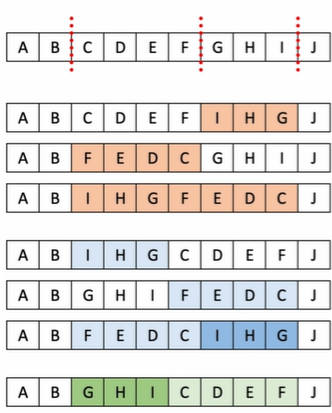 A B C D E F G H I J
A B C D E F I H G J
A B F E D C G H I J
A B I H G F E D C J
A B I H G C D E F J
A B G H I F E D C J
A B F E D C I H G J
A B G H I C D E F J